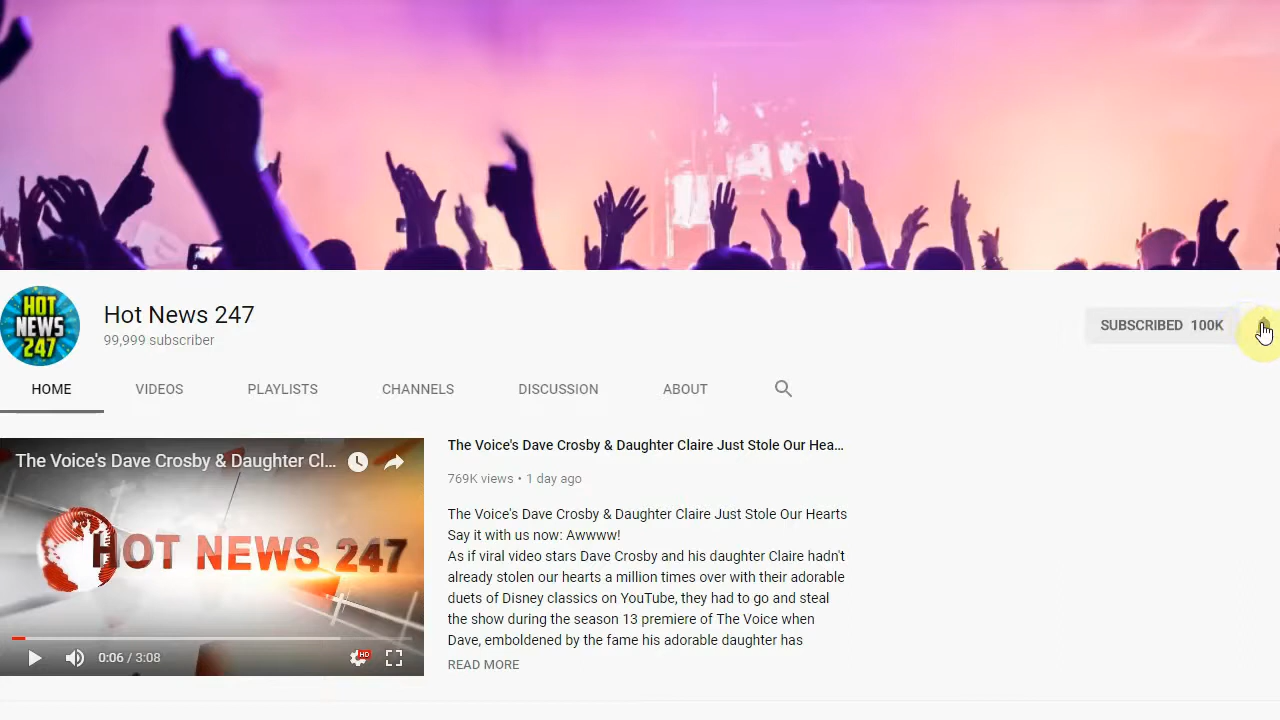 HOT
NEWS
247
Hot News 247
99,999 subscriber
SUBSCRIBED 100K
HOME VIDEOS PLAYLISTS CHANNELS DISCUSSION ABOUT
The Voice's Dave Crosby & Daughter Cl...
HOT NEWS 247
0:06 / 3:08
HD
The Voice's Dave Crosby & Daughter Claire Just Stole Our Hea...
769K views • 1 day ago
The Voice's Dave Crosby & Daughter Claire Just Stole Our Hearts
Say it with us now: Awwww!
As if viral video stars Dave Crosby and his daughter Claire hadn't
already stolen our hearts a million times over with their adorable
duets of Disney classics on YouTube, they had to go and steal
the show during the season 13 premiere of The Voice when
Dave, emboldened by the fame his adorable daughter has
READ MORE